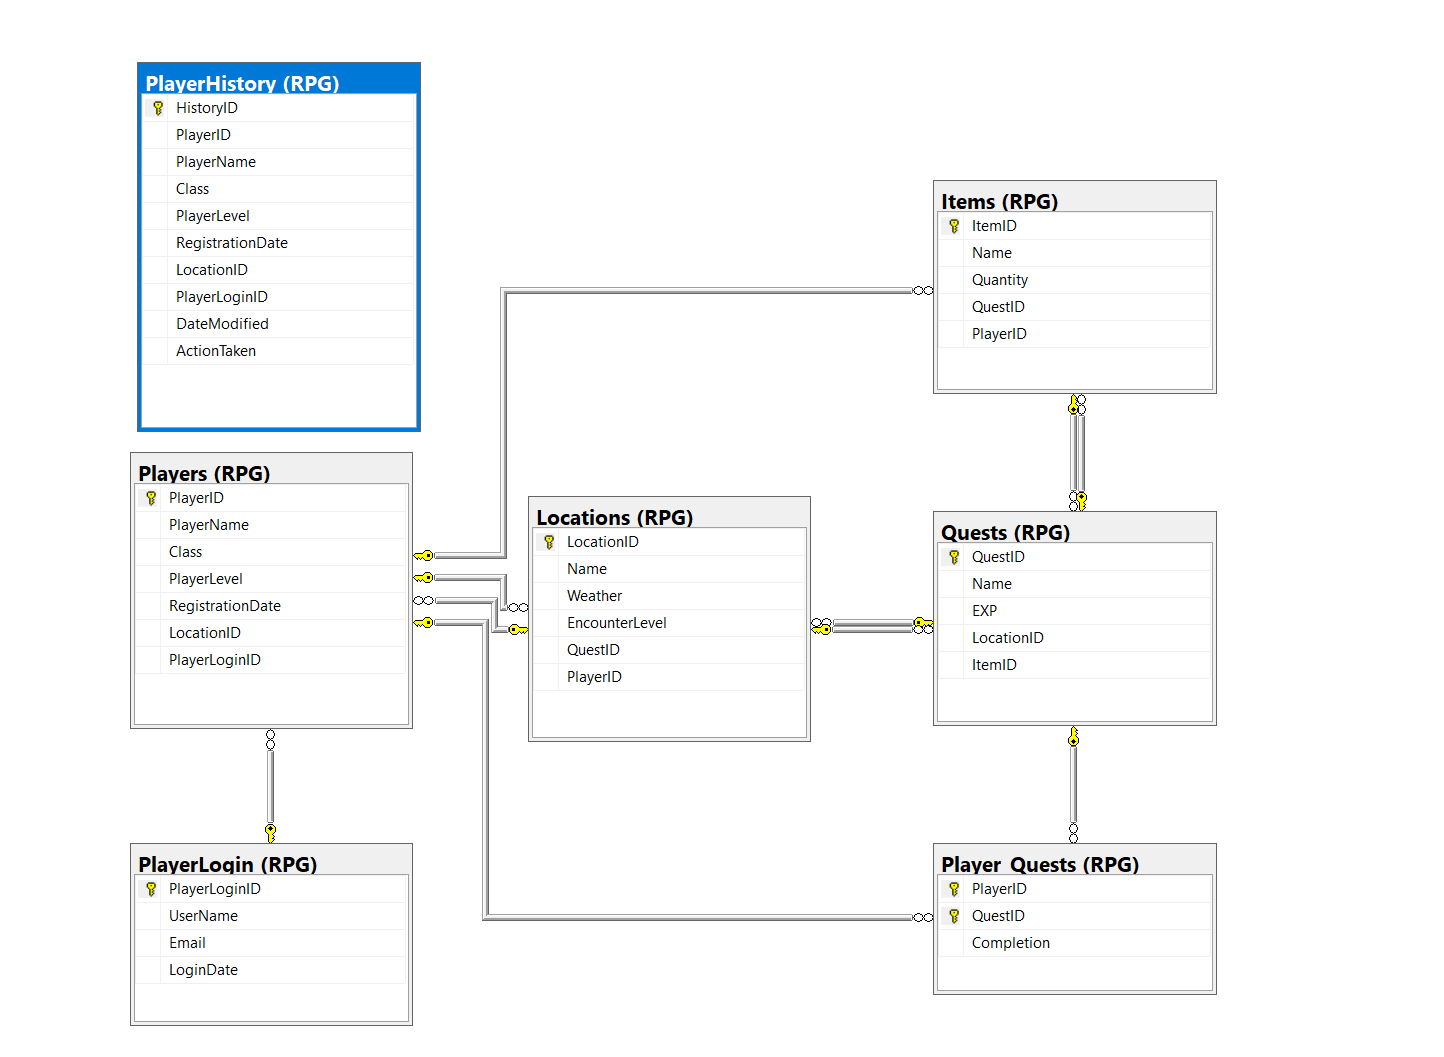 PlayerHistory (RPG)
HistoryID
PlayerID
PlayerName
Class
PlayerLevel
RegistrationDate
LocationID
PlayerLoginID
DateModified
ActionTaken
Players (RPG)
PlayerID
PlayerName
Class
PlayerLevel
RegistrationDate
LocationID
PlayerLoginID
PlayerLogin (RPG)
PlayerLoginID
UserName
Email
LoginDate
Locations (RPG)
LocationID
Name
Weather
EncounterLevel
QuestID
PlayerID
Items (RPG)
ItemID
Name
Quantity
QuestID
PlayerID
Quests (RPG)
QuestID
Name
EXP
LocationID
ItemID
Player_Quests (RPG)
PlayerID
QuestID
Completion